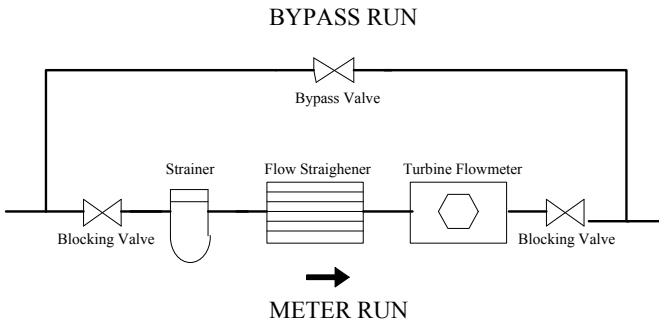 BYPASS RUN
Bypass Valve
Strainer
Flow Straighener
Turbine Flowmeter
Blocking Valve
Blocking Valve
METER RUN